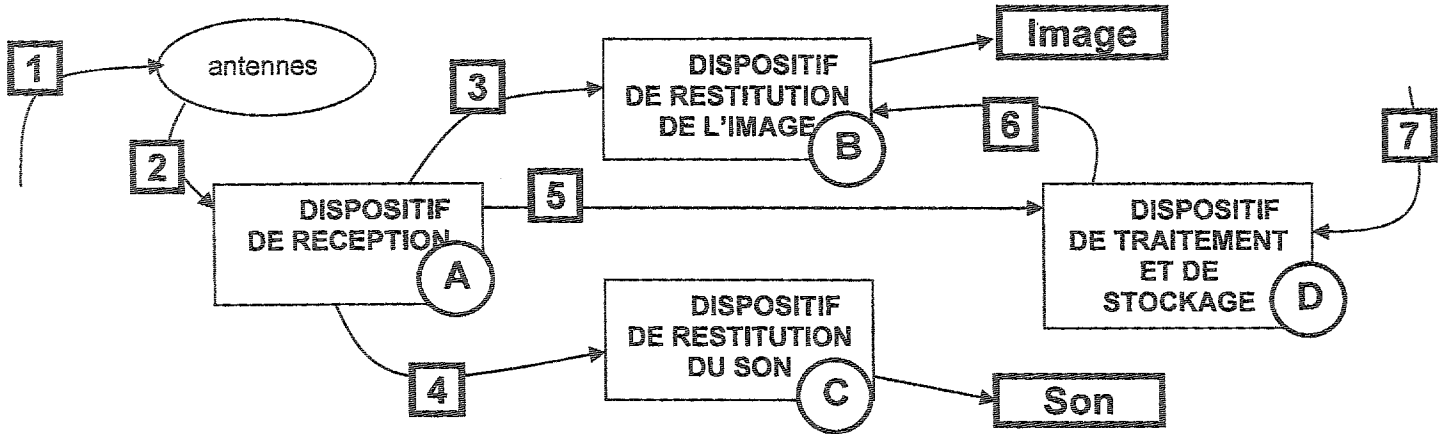 1
antennes
2
3
DISPOSITIF
DE RESTITUTION
DE L'IMAGE
B
Image
6
7
5
DISPOSITIF
DE RECEPTION
A
DISPOSITIF
DE TRAITEMENT
ET DE
STOCKAGE
D
4
DISPOSITIF
DE RESTITUTION
DU SON
C
Son